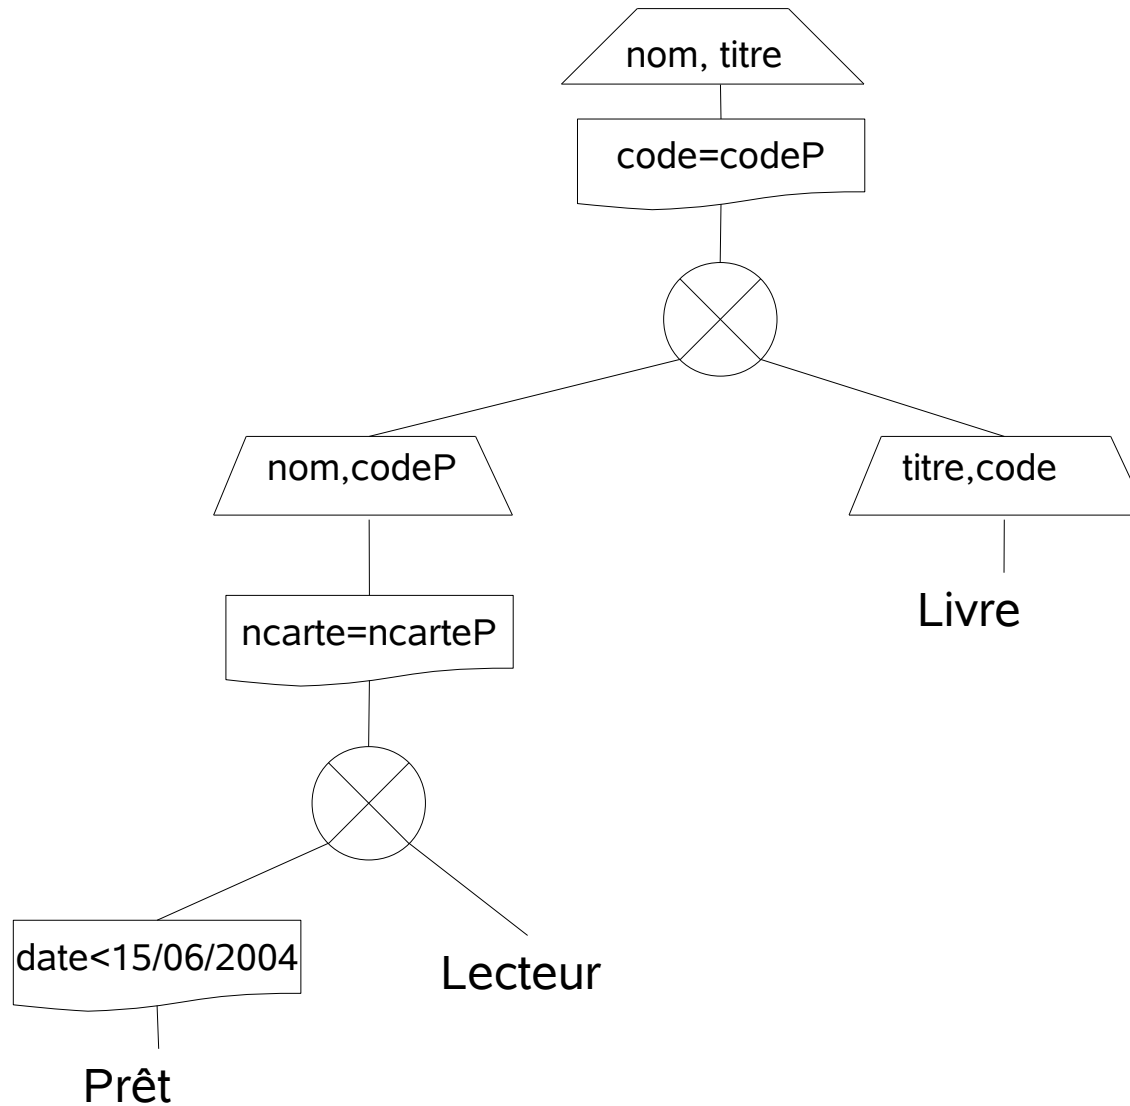 nom, titre
code=codeP
nom,codeP
titre,code
ncarte=ncarteP
Livre
date<15/06/2004
Lecteur
Prêt